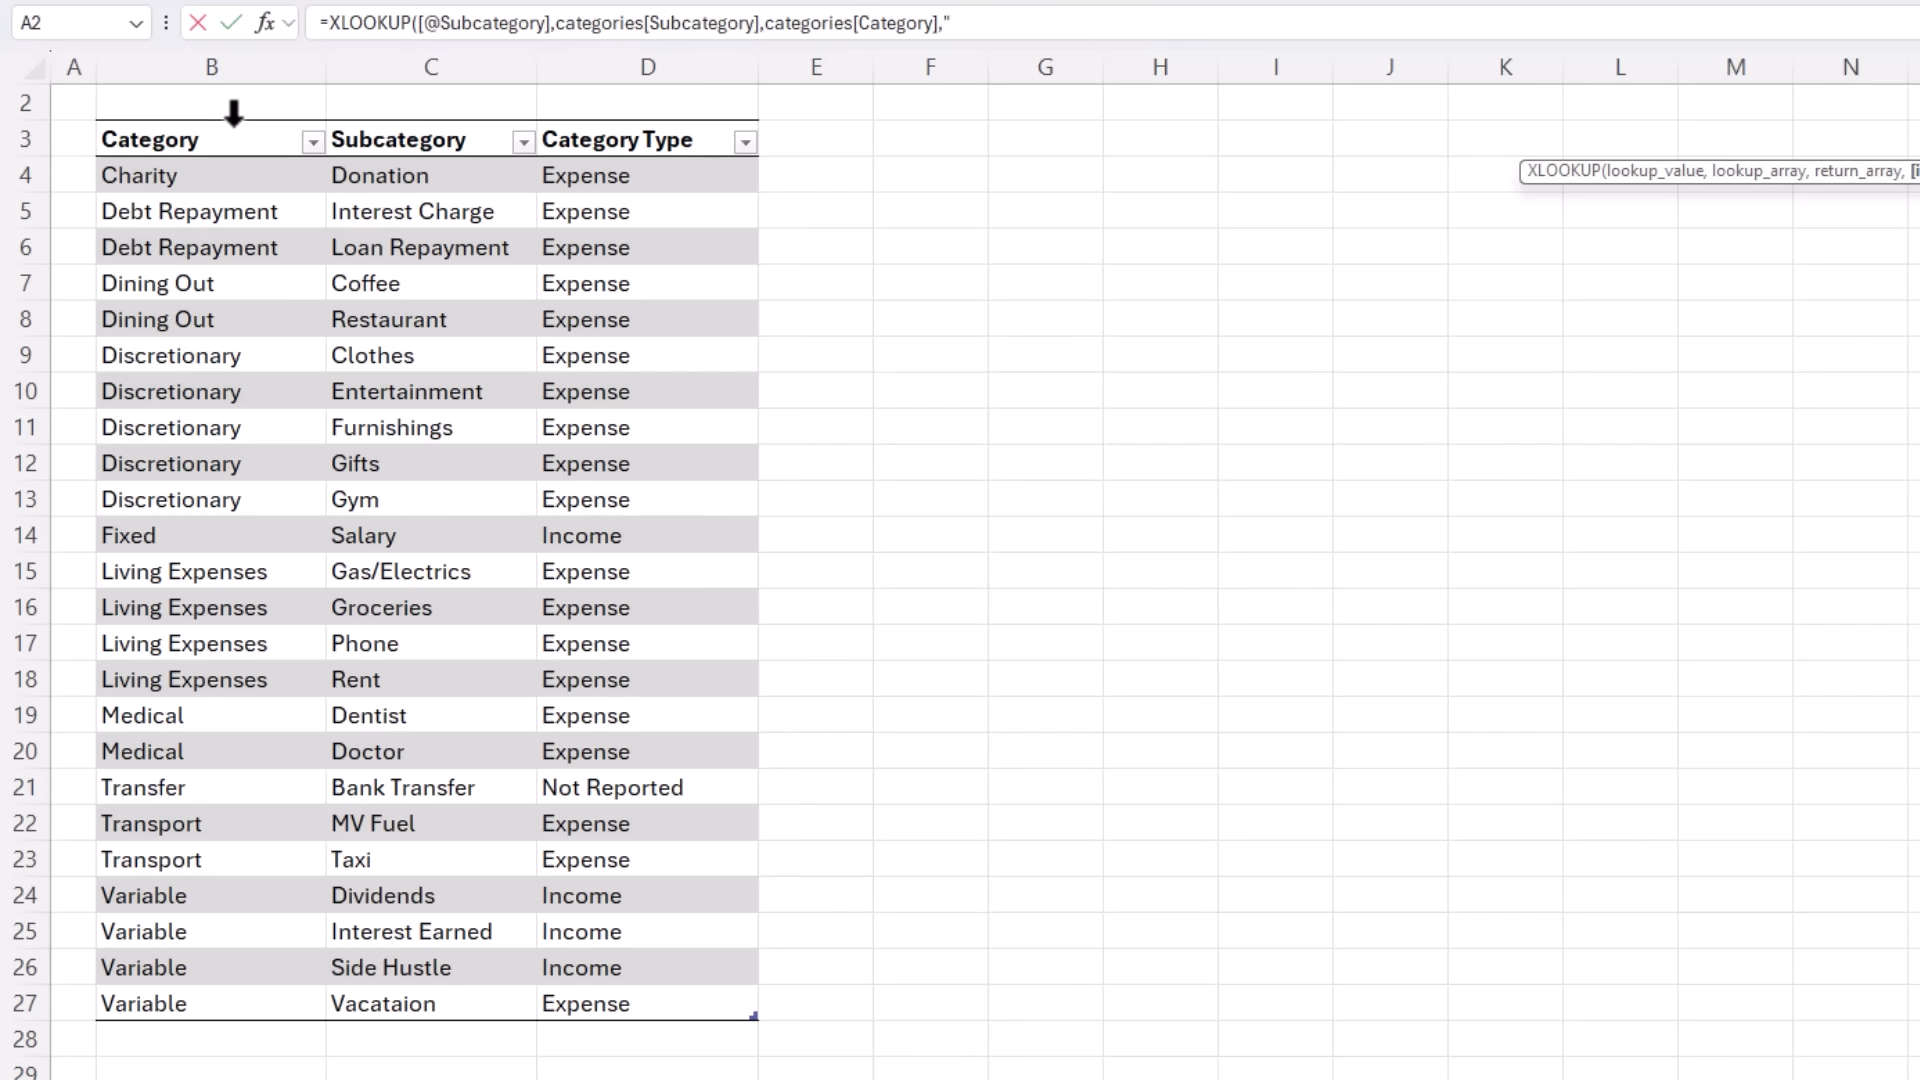 A2 fx =XLOOKUP([@Subcategory],categories[Subcategory],categories[Category],"
A B C D E F G H I J K L M N
2
3 Category Subcategory Category Type
4 Charity Donation Expense
XLOOKUP(lookup_value, lookup_array, return_array, [i
5 Debt Repayment Interest Charge Expense
6 Debt Repayment Loan Repayment Expense
7 Dining Out Coffee Expense
8 Dining Out Restaurant Expense
9 Discretionary Clothes Expense
10 Discretionary Entertainment Expense
11 Discretionary Furnishings Expense
12 Discretionary Gifts Expense
13 Discretionary Gym Expense
14 Fixed Salary Income
15 Living Expenses Gas/Electrics Expense
16 Living Expenses Groceries Expense
17 Living Expenses Phone Expense
18 Living Expenses Rent Expense
19 Medical Dentist Expense
20 Medical Doctor Expense
21 Transfer Bank Transfer Not Reported
22 Transport MV Fuel Expense
23 Transport Taxi Expense
24 Variable Dividends Income
25 Variable Interest Earned Income
26 Variable Side Hustle Income
27 Variable Vacataion Expense
28
29